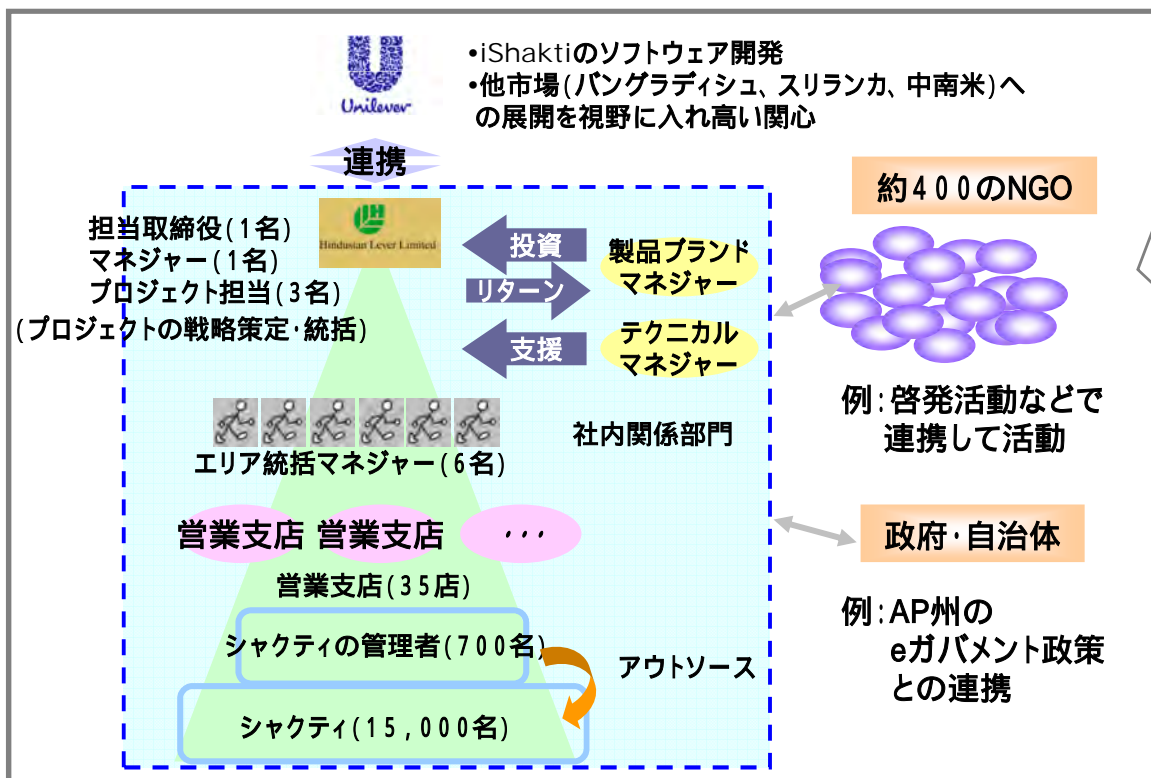 Unilever
•iShaktiのソフトウェア開発
•他市場(バングラディシュ、スリランカ、中南米)へ
の展開を視野に入れ高い関心
連携
Hindustan Lever Limited
担当取締役(1名)
マネジャー(1名)
プロジェクト担当(3名)
(プロジェクトの戦略策定･統括)
投資
リターン
支援
製品ブランド
マネジャー
テクニカル
マネジャー
社内関係部門
エリア統括マネジャー(6名)
営業支店
営業支店
･･･
営業支店(35店)
シャクティの管理者(700名)
アウトソース
シャクティ(15,000名)
約400のNGO
例:啓発活動などで
連携して活動
政府･自治体
例:AP州の
eガバメント政策
との連携